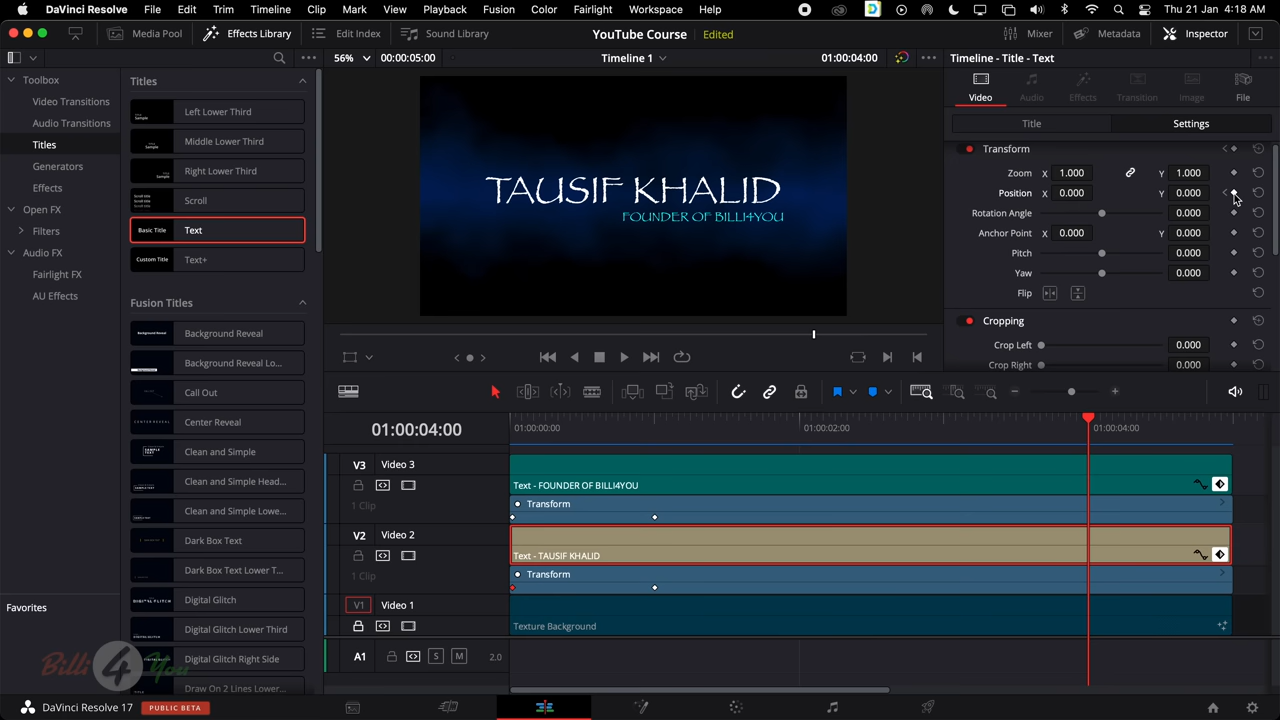 DaVinci Resolve File Edit Trim Timeline Clip Mark View Playback Fusion Color Fairlight Workspace Help Thu 21 Jan 4:18 AM
Media Pool Effects Library Edit Index Sound Library YouTube Course Edited Mixer Metadata Inspector
56% 00:00:05:00 Timeline 1 01:00:04:00 Timeline - Title - Text
Toolbox
Video Transitions
Audio Transitions
Titles
Generators
Effects
Open FX
Filters
Audio FX
Fairlight FX
AU Effects
Favorites
Titles
Left Lower Third
Middle Lower Third
Right Lower Third
Scroll
Basic Title Text
Custom Title Text+
Fusion Titles
Background Reveal
Background Reveal Lo...
Call Out
Center Reveal
Clean and Simple
Clean and Simple Head...
Clean and Simple Lowe...
Dark Box Text
Dark Box Text Lower T...
Digital Glitch
Digital Glitch Lower Third
Digital Glitch Right Side
Draw On 2 Lines Lower...
TAUSIF KHALID
FOUNDER OF BILLI4YOU
Video Audio Effects Transition Image File
Title Settings
Transform
Zoom X 1.000 Y 1.000
Position X 0.000 Y 0.000
Rotation Angle 0.000
Anchor Point X 0.000 Y 0.000
Pitch 0.000
Yaw 0.000
Flip
Cropping
Crop Left 0.000
Crop Right 0.000
01:00:04:00 01:00:00:00 01:00:02:00 01:00:04:00
V3 Video 3
Text - FOUNDER OF BILLI4YOU
1 Clip Transform
V2 Video 2
Text - TAUSIF KHALID
1 Clip Transform
V1 Video 1
Texture Background
A1 S M 2.0
Billi 4 You
DaVinci Resolve 17 PUBLIC BETA